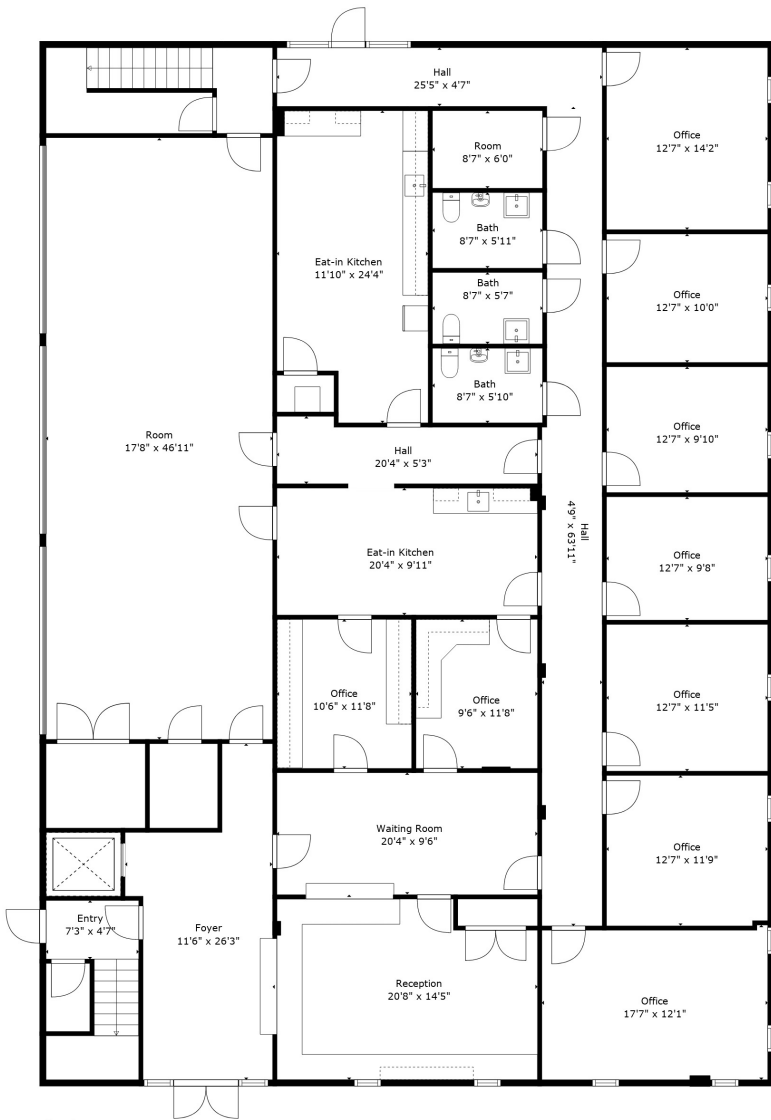 Hall
25'5" x 4'7"
Office
12'7" x 14'2"
Room
8'7" x 6'0"
Bath
8'7" x 5'11"
Eat-in Kitchen
11'10" x 24'4"
Bath
8'7" x 5'7"
Office
12'7" x 10'0"
Bath
8'7" x 5'10"
Office
12'7" x 9'10"
Room
17'8" x 46'11"
Hall
20'4" x 5'3"
Hall
4'9" x 63'11"
Eat-in Kitchen
20'4" x 9'11"
Office
12'7" x 9'8"
Office
10'6" x 11'8"
Office
9'6" x 11'8"
Office
12'7" x 11'5"
Waiting Room
20'4" x 9'6"
Office
12'7" x 11'9"
Entry
7'3" x 4'7"
Foyer
11'6" x 26'3"
Reception
20'8" x 14'5"
Office
17'7" x 12'1"